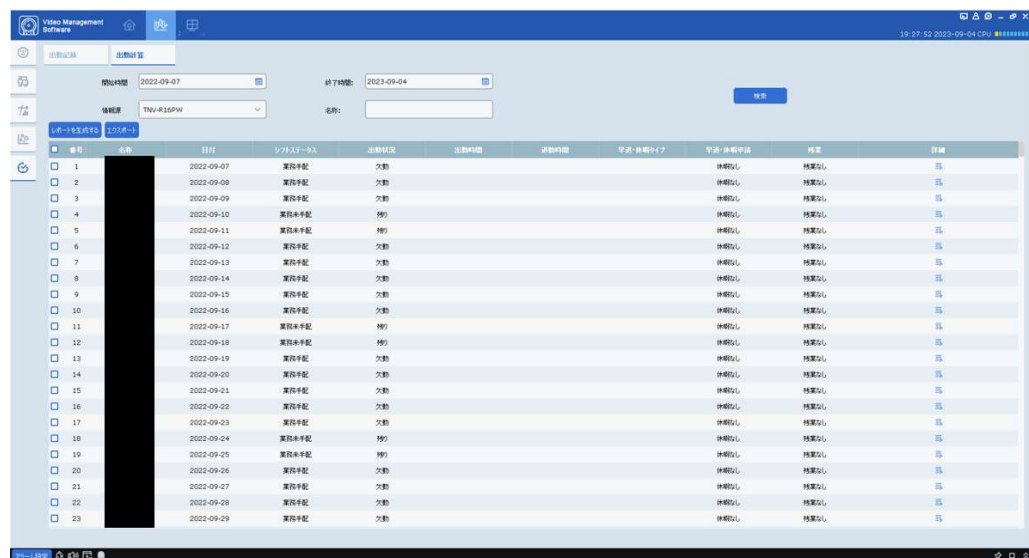 Video Management
Software
19:27:52 2023-09-04 CPU
出勤記録 出勤計算
開始時間 2022-09-07 終了時間: 2023-09-04
検索
情報源 TNV-R16PW 名称:
レポートを生成する エクスポート
番号 名称 日付 シフトステータス 出勤状況 出勤時間 退勤時間 早退・休暇タイプ 早退・休暇申請 残業 詳細
1 2022-09-07 業務手配 欠勤 休暇なし 残業なし
2 2022-09-08 業務手配 欠勤 休暇なし 残業なし
3 2022-09-09 業務手配 欠勤 休暇なし 残業なし
4 2022-09-10 業務未手配 残り 休暇なし 残業なし
5 2022-09-11 業務未手配 残り 休暇なし 残業なし
6 2022-09-12 業務手配 欠勤 休暇なし 残業なし
7 2022-09-13 業務手配 欠勤 休暇なし 残業なし
8 2022-09-14 業務手配 欠勤 休暇なし 残業なし
9 2022-09-15 業務手配 欠勤 休暇なし 残業なし
10 2022-09-16 業務手配 欠勤 休暇なし 残業なし
11 2022-09-17 業務未手配 残り 休暇なし 残業なし
12 2022-09-18 業務未手配 残り 休暇なし 残業なし
13 2022-09-19 業務手配 欠勤 休暇なし 残業なし
14 2022-09-20 業務手配 欠勤 休暇なし 残業なし
15 2022-09-21 業務手配 欠勤 休暇なし 残業なし
16 2022-09-22 業務手配 欠勤 休暇なし 残業なし
17 2022-09-23 業務手配 欠勤 休暇なし 残業なし
18 2022-09-24 業務未手配 残り 休暇なし 残業なし
19 2022-09-25 業務未手配 残り 休暇なし 残業なし
20 2022-09-26 業務手配 欠勤 休暇なし 残業なし
21 2022-09-27 業務手配 欠勤 休暇なし 残業なし
22 2022-09-28 業務手配 欠勤 休暇なし 残業なし
23 2022-09-29 業務手配 欠勤 休暇なし 残業なし